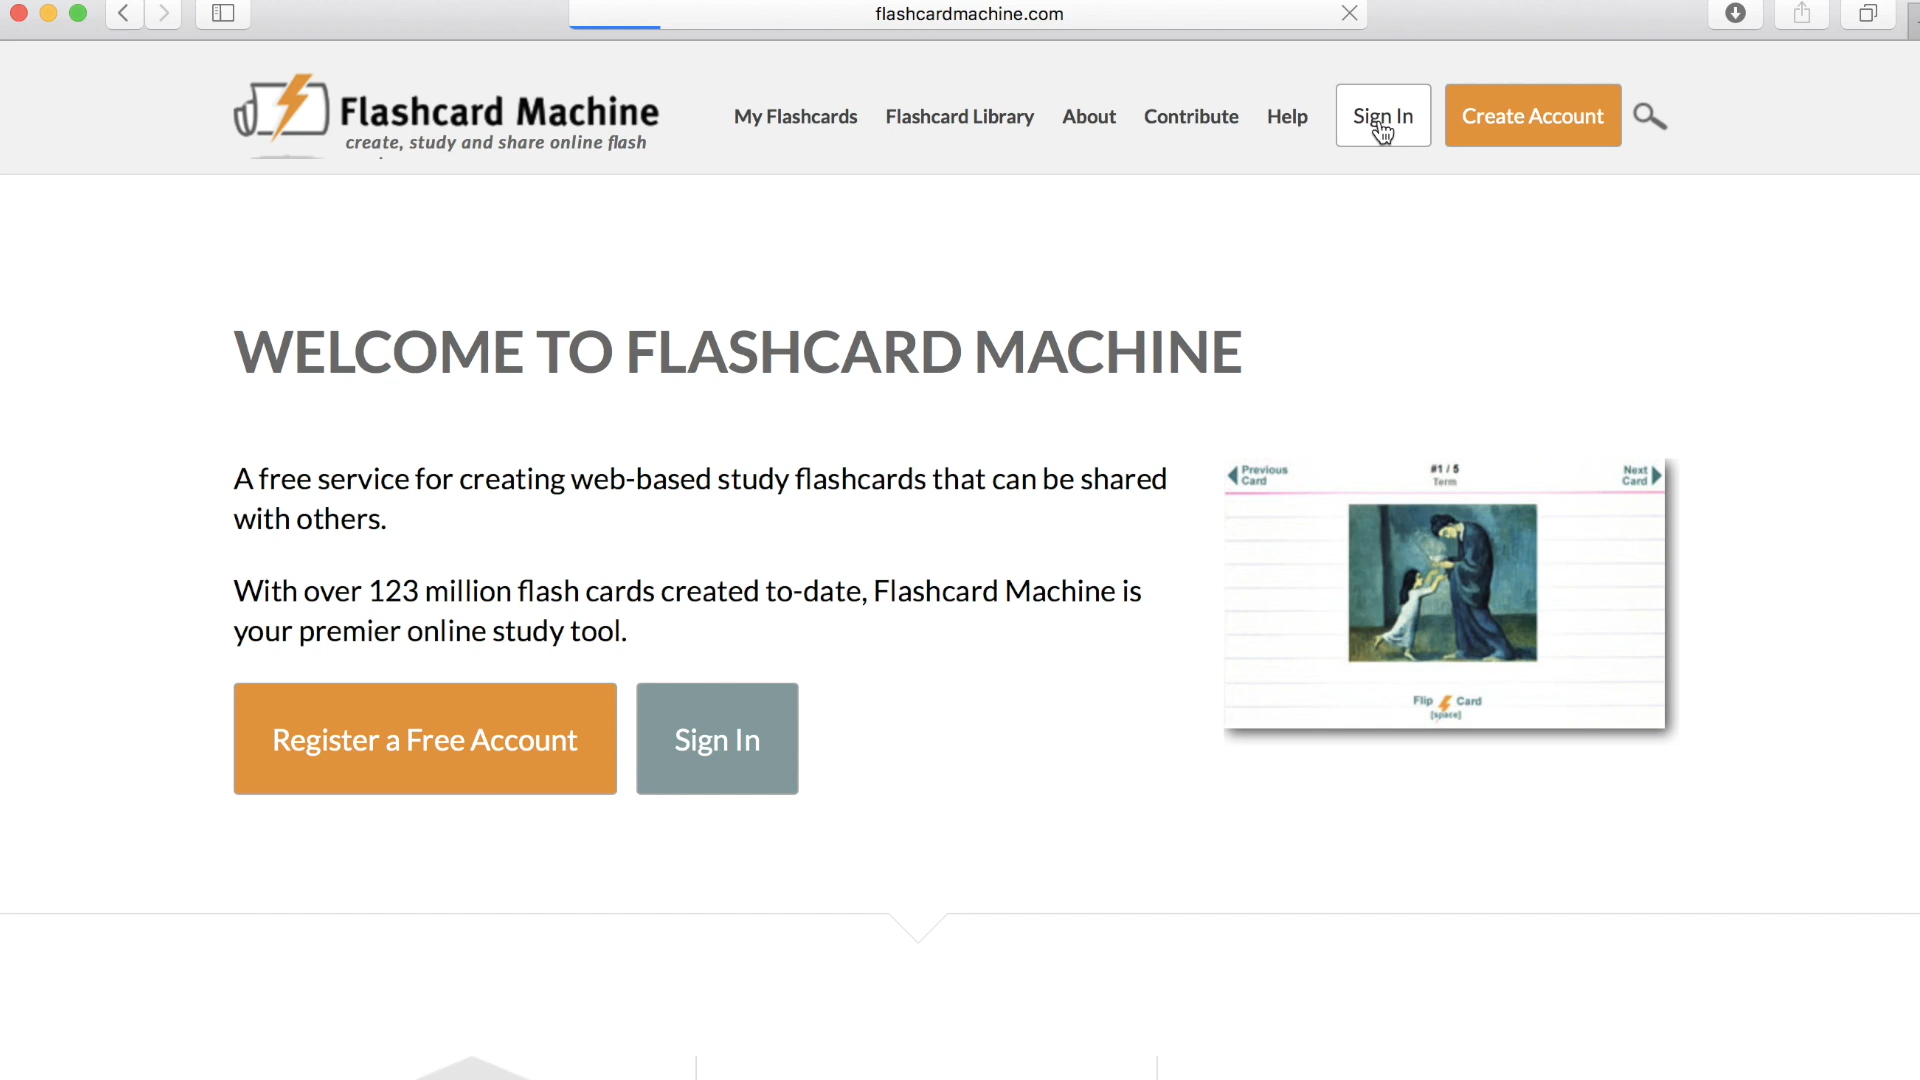 flashcardmachine.com
Flashcard Machine
create, study and share online flash
My Flashcards
Flashcard Library
About
Contribute
Help
Sign In
Create Account
WELCOME TO FLASHCARD MACHINE
A free service for creating web-based study flashcards that can be shared
with others.
With over 123 million flash cards created to-date, Flashcard Machine is
your premier online study tool.
Register a Free Account
Sign In
Previous
Card
#1 / 5
Term
Next
Card
Flip Card
[space]